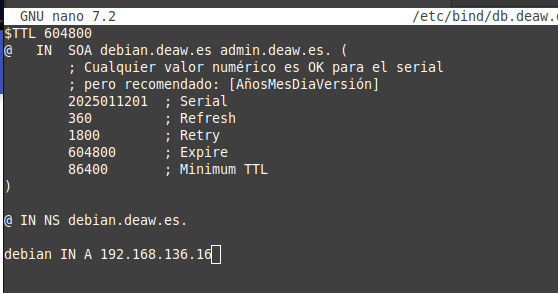 GNU nano 7.2 /etc/bind/db.deaw.e
$TTL 604800
@ IN SOA debian.deaw.es admin.deaw.es. (
; Cualquier valor numérico es OK para el serial
; pero recomendado: [AñosMesDiaVersión]
2025011201 ; Serial
360 ; Refresh
1800 ; Retry
604800 ; Expire
86400 ; Minimum TTL
)
@ IN NS debian.deaw.es.
debian IN A 192.168.136.16